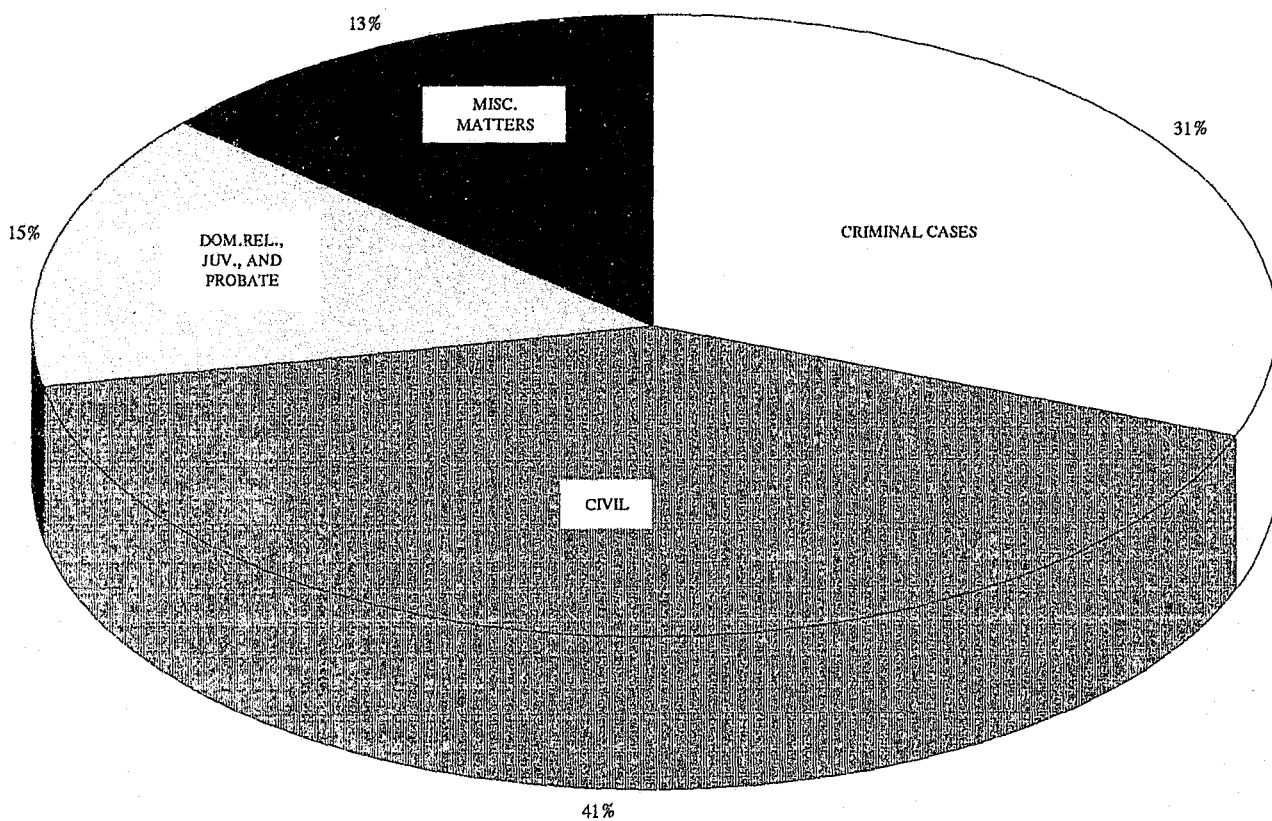 13%
MISC.
MATTERS
31%
15%
DOM.REL.,
JUV., AND
PROBATE
CRIMINAL CASES
CIVIL
41%